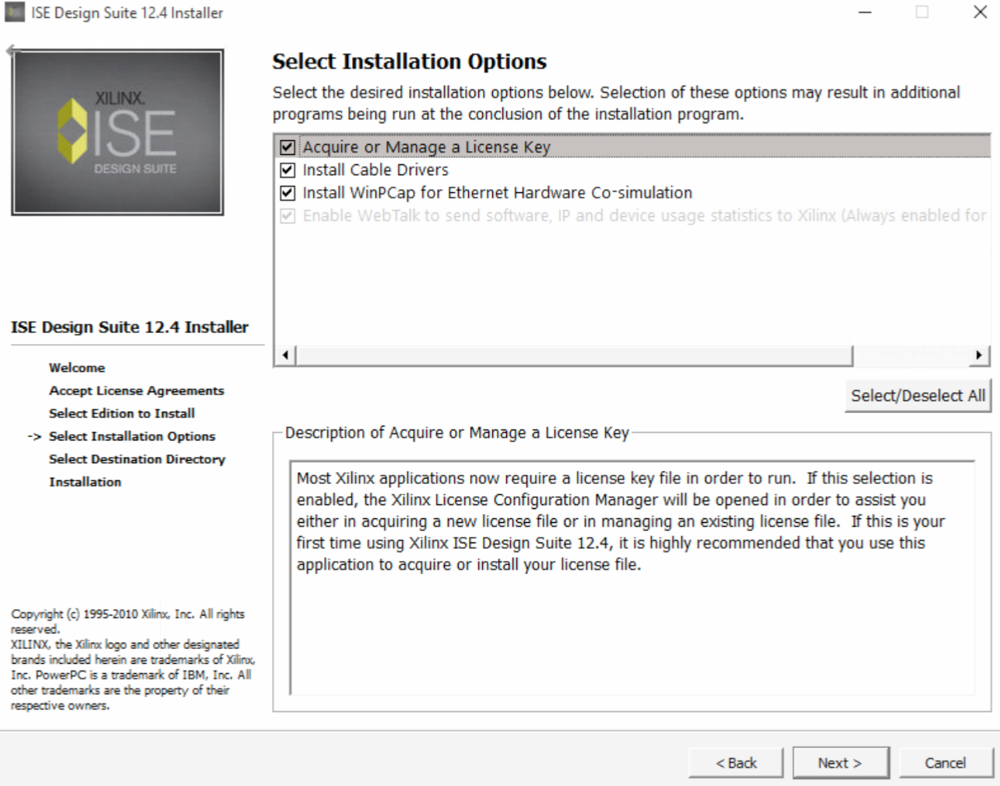 ISE Design Suite 12.4 Installer
XILINX.
ISE
DESIGN SUITE
Select Installation Options
Select the desired installation options below. Selection of these options may result in additional
programs being run at the conclusion of the installation program.
Acquire or Manage a License Key
Install Cable Drivers
Install WinPCap for Ethernet Hardware Co-simulation
Enable WebTalk to send software, IP and device usage statistics to Xilinx (Always enabled for
Select/Deselect All
ISE Design Suite 12.4 Installer
Welcome
Accept License Agreements
Select Edition to Install
-> Select Installation Options
Select Destination Directory
Installation
Description of Acquire or Manage a License Key
Most Xilinx applications now require a license key file in order to run.  If this selection is
enabled, the Xilinx License Configuration Manager will be opened in order to assist you
either in acquiring a new license file or in managing an existing license file.  If this is your
first time using Xilinx ISE Design Suite 12.4, it is highly recommended that you use this
application to acquire or install your license file.
Copyright (c) 1995-2010 Xilinx, Inc. All rights
reserved.
XILINX, the Xilinx logo and other designated
brands included herein are trademarks of Xilinx,
Inc. PowerPC is a trademark of IBM, Inc. All
other trademarks are the property of their
respective owners.
< Back
Next >
Cancel